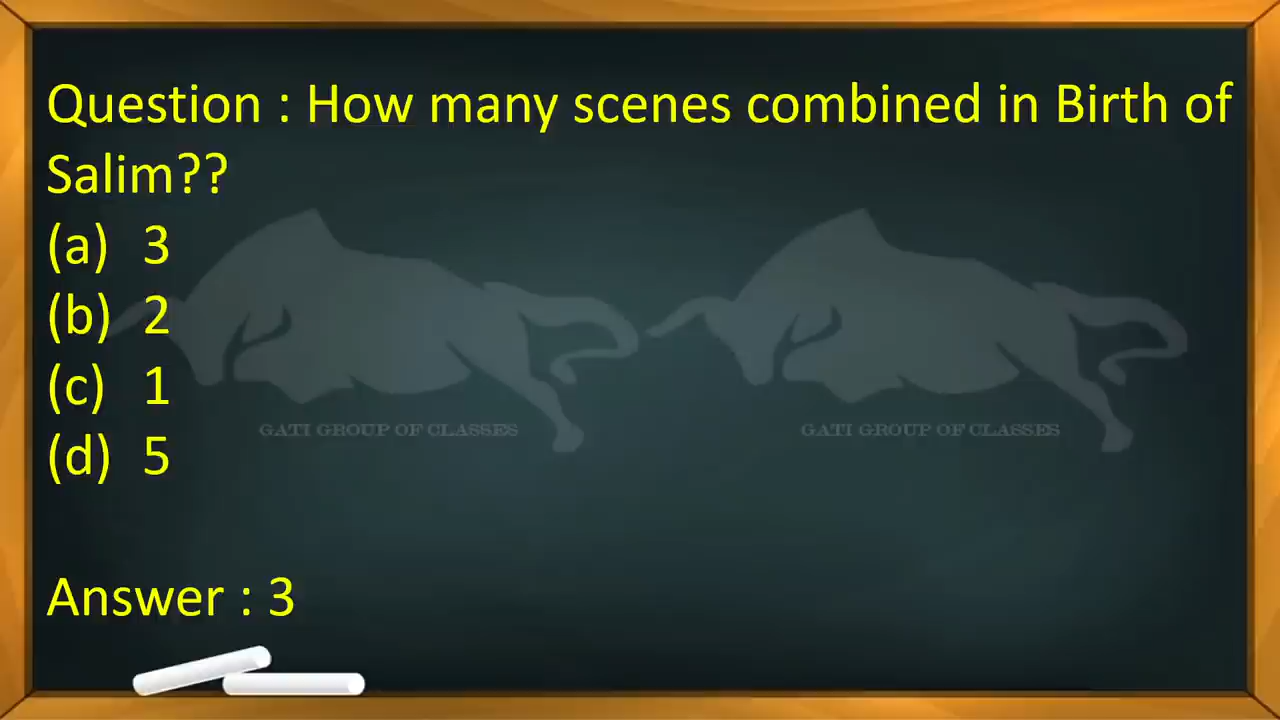 Question : How many scenes combined in Birth of
Salim??
(a) 3
(b) 2
(c) 1
(d) 5
GATI GROUP OF CLASSES GATI GROUP OF CLASSES
Answer : 3